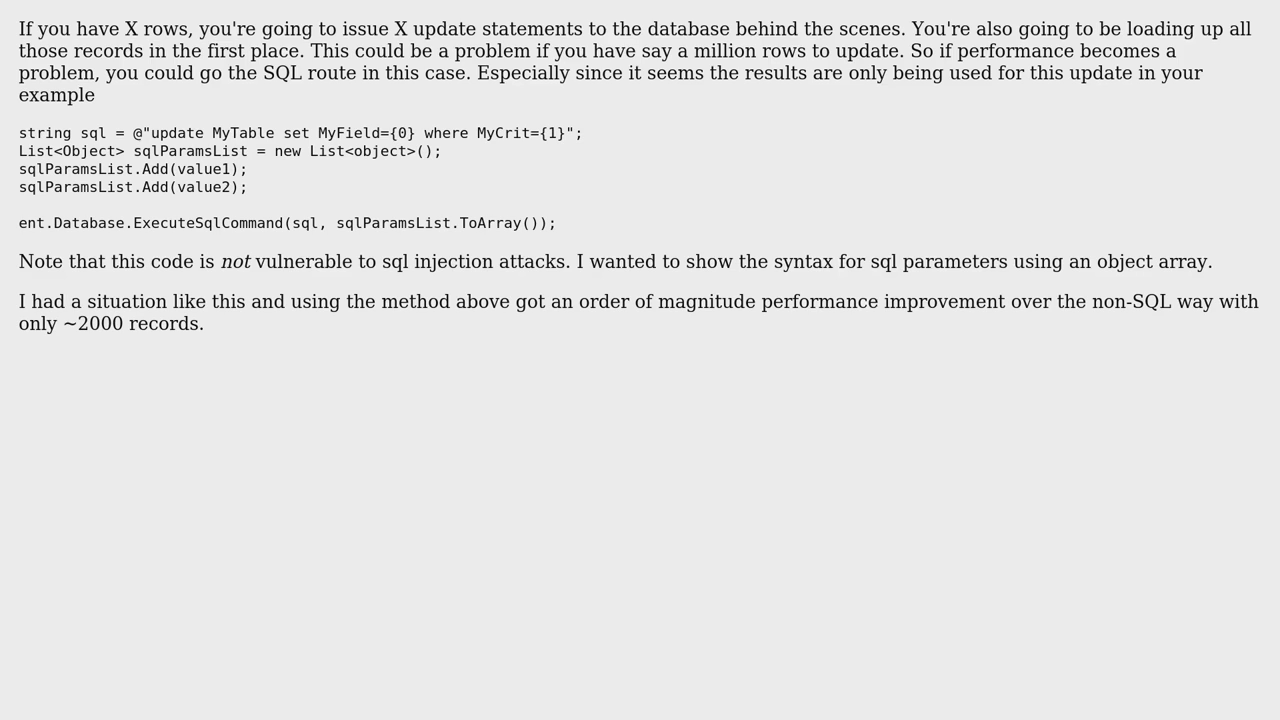 If you have X rows, you're going to issue X update statements to the database behind the scenes. You're also going to be loading up all
those records in the first place. This could be a problem if you have say a million rows to update. So if performance becomes a
problem, you could go the SQL route in this case. Especially since it seems the results are only being used for this update in your
example
string sql = @"update MyTable set MyField={0} where MyCrit={1}";
List<Object> sqlParamsList = new List<object>();
sqlParamsList.Add(value1);
sqlParamsList.Add(value2);
ent.Database.ExecuteSqlCommand(sql, sqlParamsList.ToArray());
Note that this code is not vulnerable to sql injection attacks. I wanted to show the syntax for sql parameters using an object array.
I had a situation like this and using the method above got an order of magnitude performance improvement over the non-SQL way with
only ~2000 records.